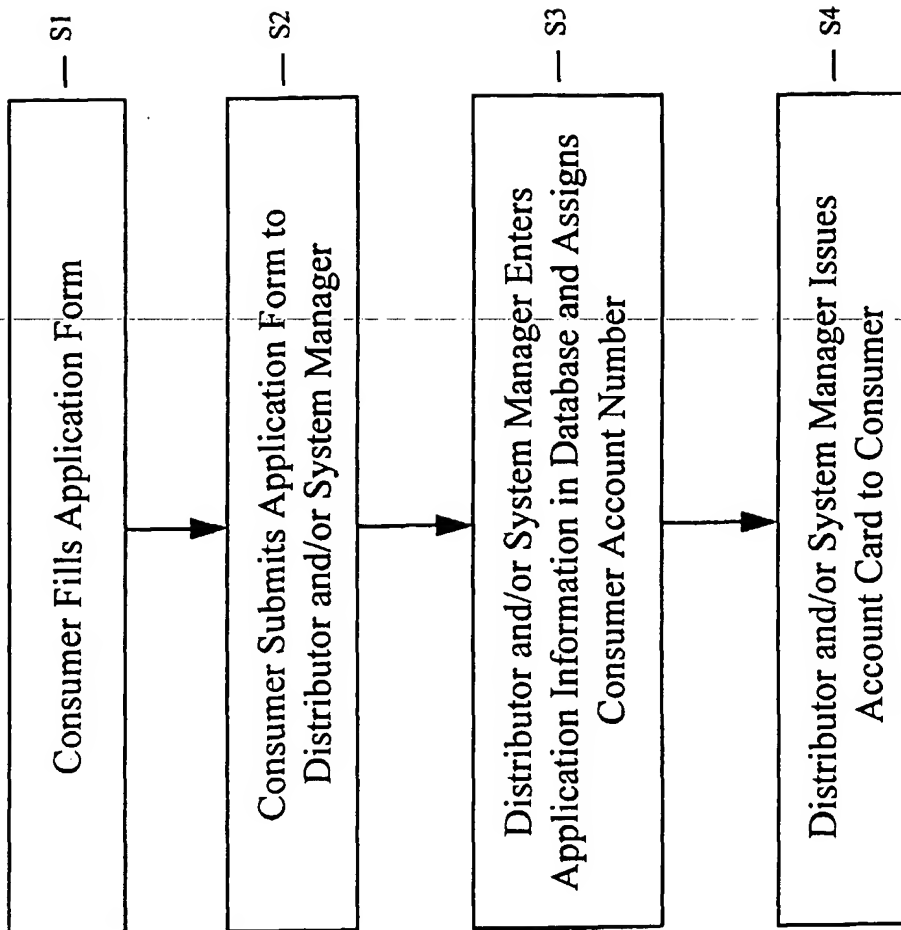 Consumer Fills Application Form
— S1
Consumer Submits Application Form to
Distributor and/or System Manager
— S2
Distributor and/or System Manager Enters
Application Information in Database and Assigns
Consumer Account Number
— S3
Distributor and/or System Manager Issues
Account Card to Consumer
— S4